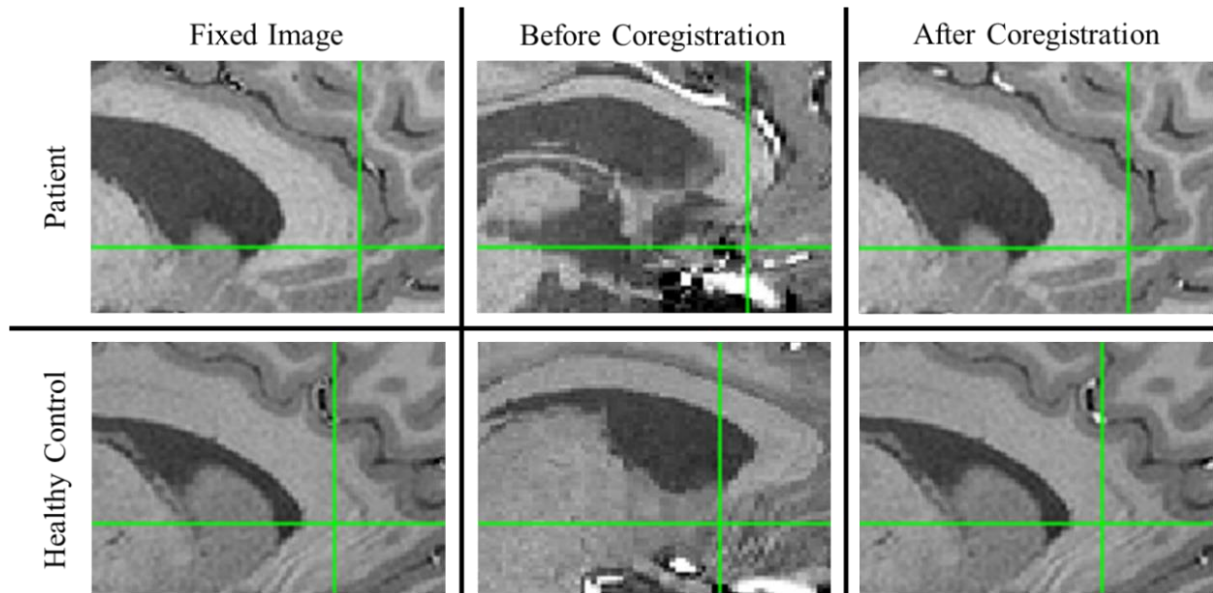 Fixed Image
Before Coregistration
After Coregistration
Patient
Healthy Control